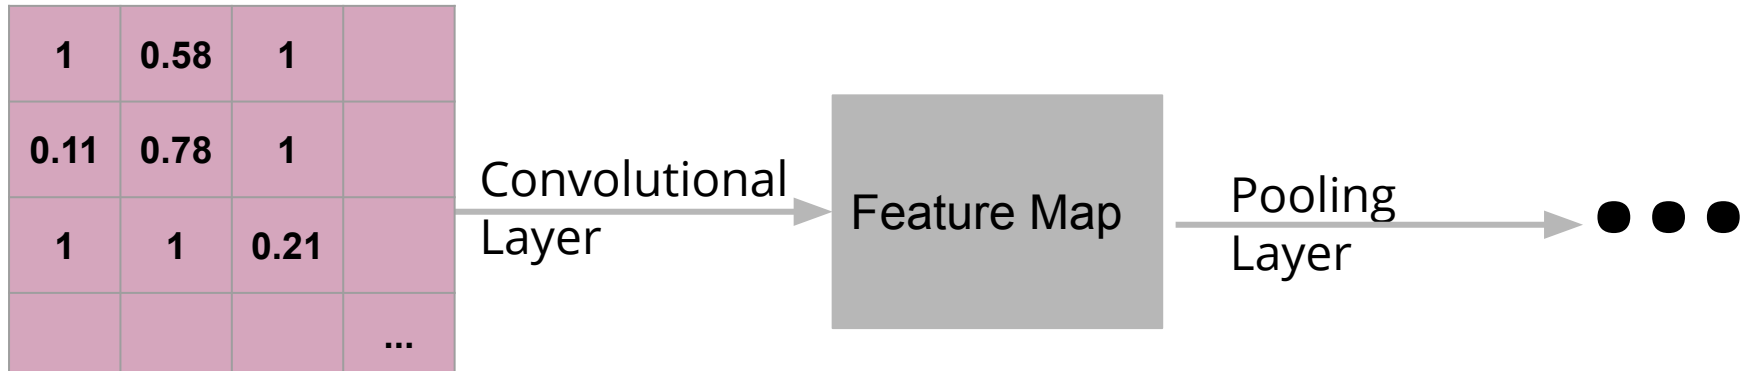 1 0.58 1
0.11 0.78 1
1 1 0.21
...
Convolutional
Layer
Feature Map
Pooling
Layer